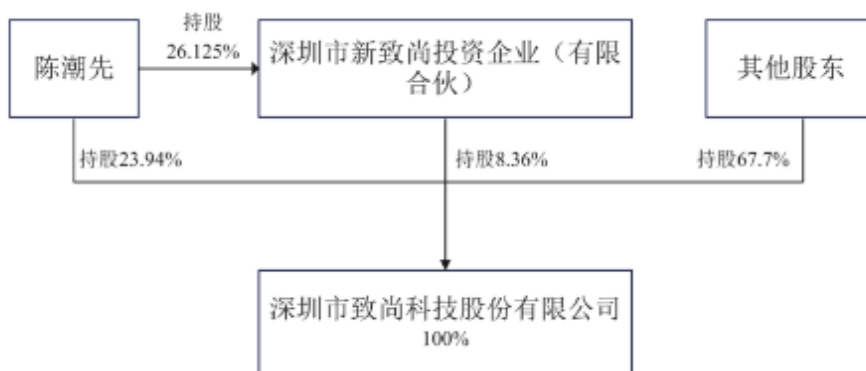 持股
26.125%
陈潮先
深圳市新致尚投资企业（有限
合伙）
其他股东
持股23.94%
持股8.36%
持股67.7%
深圳市致尚科技股份有限公司
100%